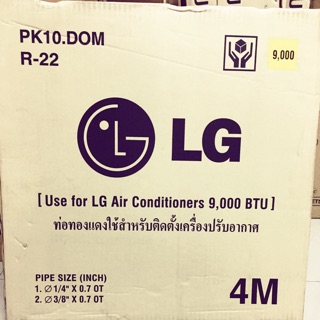 PK10.DOM
R-22
9,000
LG
[ Use for LG Air Conditioners 9,000 BTU ]
ท่อทองแดงใช้สำหรับติดตั้งเครื่องปรับอากาศ
PIPE SIZE (INCH)
1. ∅ 1/4" X 0.7 OT
2. ∅ 3/8" X 0.7 OT
4M